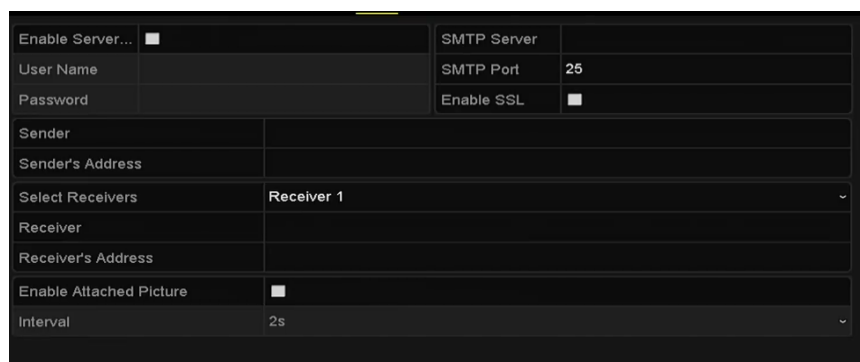 Enable Server...
SMTP Server
User Name
SMTP Port 25
Password
Enable SSL
Sender
Sender's Address
Select Receivers Receiver 1
Receiver
Receiver's Address
Enable Attached Picture
Interval 2s